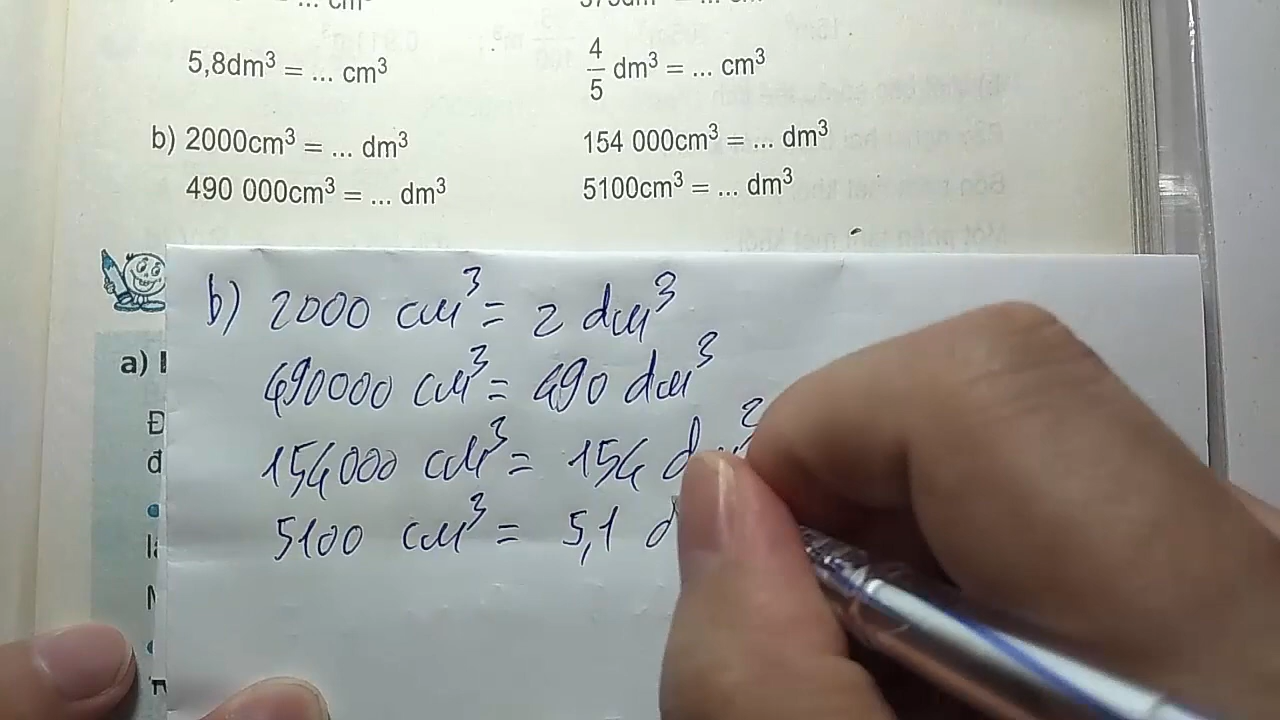 5,8dm³ = ... cm³
4/5 dm³ = ... cm³
b) 2000cm³ = ... dm³
154 000cm³ = ... dm³
490 000cm³ = ... dm³
5100cm³ = ... dm³
b) 2000 cm³ = 2 dm³
a)
490000 cm³ = 490 dm³
154000 cm³ = 154
5100 cm³ = 5,1 d